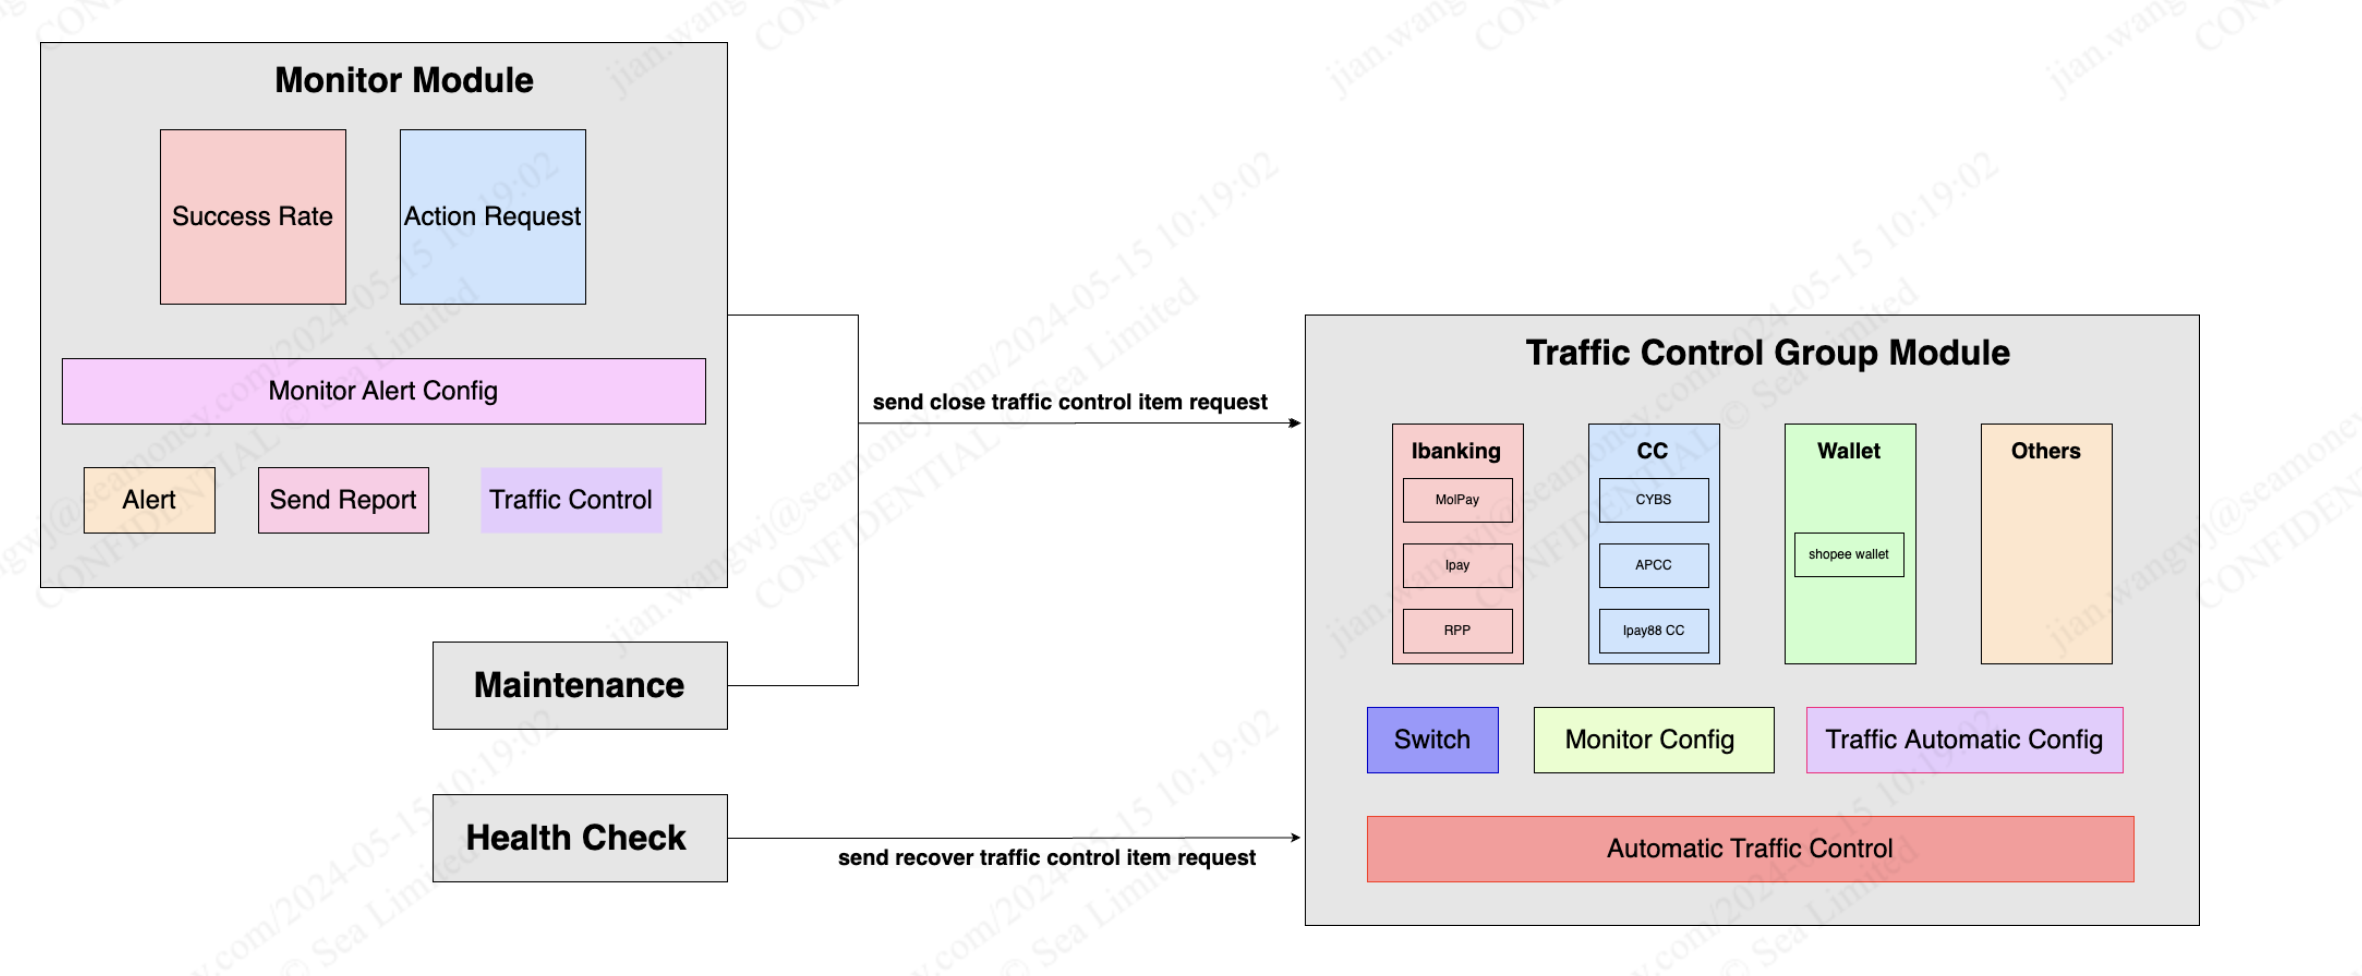 Monitor Module
Success Rate
Action Request
Monitor Alert Config
Alert
Send Report
Traffic Control
Maintenance
Health Check
send close traffic control item request
send recover traffic control item request
Traffic Control Group Module
Ibanking
MolPay
Ipay
RPP
CC
CYBS
APCC
Ipay88 CC
Wallet
shopee wallet
Others
Switch
Monitor Config
Traffic Automatic Config
Automatic Traffic Control
jian.wangwj@seamoney.com/2024-05-15 10:19:02
CONFIDENTIAL © Sea Limited